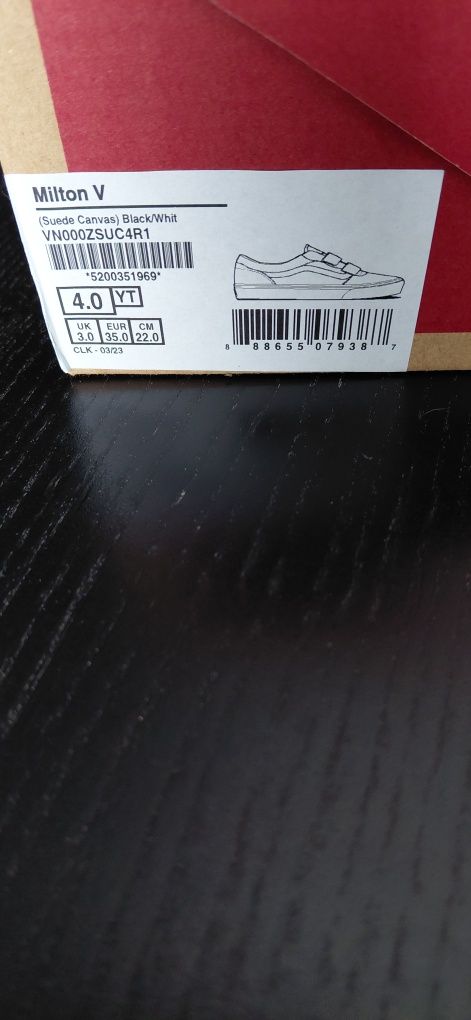 Milton V
(Suede Canvas) Black/Whit
VN000ZSUC4R1
*5200351969*
4.0 YT
UK EUR CM
3.0 35.0 22.0
CLK - 03/23
8 88655 07938 7